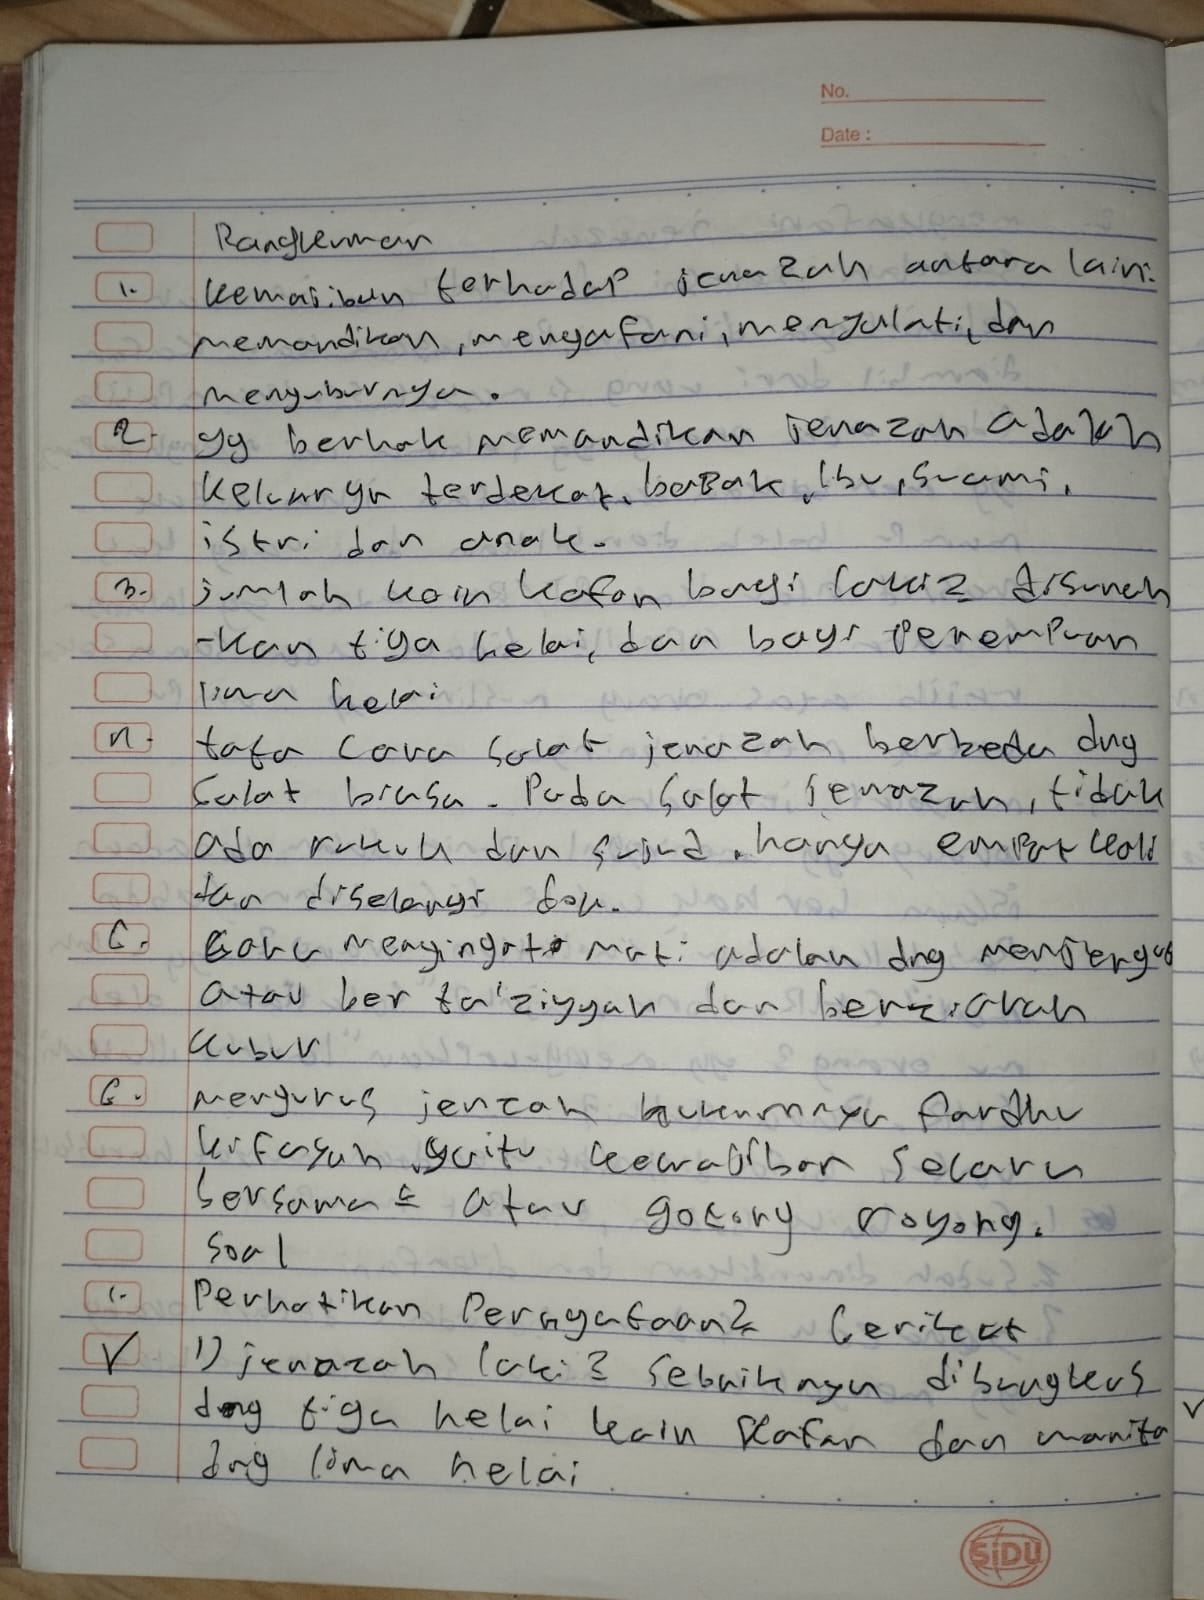 No.
Date :
Rangkuman
1. Kewajiban terhadap jenazah antara lain:
memandikan, mengafani, menyalati, dan
menguburnya.
2. yg berhak memandikan jenazah adalah
keluarga terdekat, bapak, Ibu, suami,
istri dan anak.
3. jumlah kain kafan bagi laki2 disunah
-kan tiga helai, dan bagi perempuan
lima helai
4. tata cara salat jenazah berbeda dng
salat biasa. Pada salat jenazah, tidak
ada rukuk dan sujud, hanya empat kali
diselangi doa.
cara mengingat mati adalah dng menjenguk
atau ber ta'ziyyah dan berziarah
kubur
6. mengurus jenzah hukumnya fardhu
kifayah, yaitu kewajiban secara
bersama2 atau gotong royong.
Soal
1. Perhatikan Pernyataan2 berikut
1) jenazah laki2 sebaiknya dibungkus
dng tiga helai kain kafan dan wanita
dng lima helai
SIDU